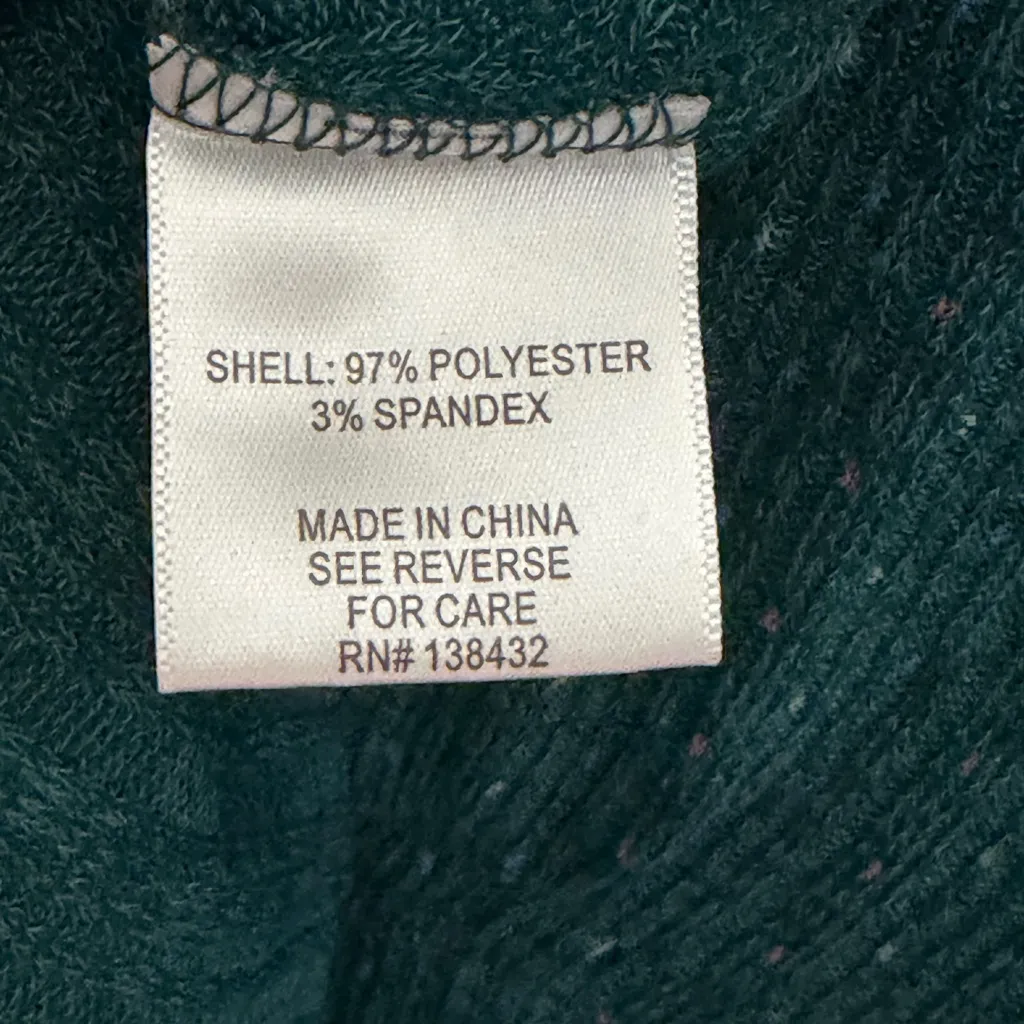 SHELL: 97% POLYESTER
3% SPANDEX
MADE IN CHINA
SEE REVERSE
FOR CARE
RN# 138432